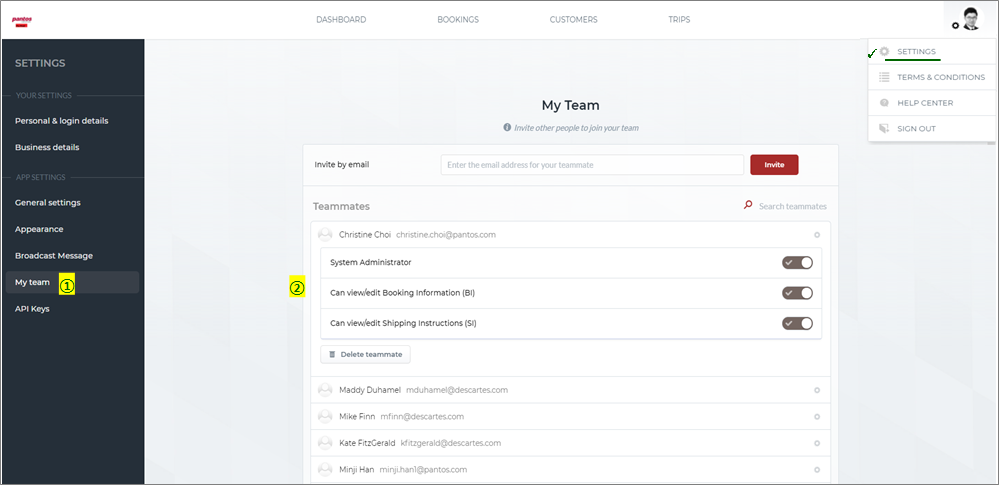 pantos
DASHBOARD
BOOKINGS
CUSTOMERS
TRIPS
SETTINGS
TERMS & CONDITIONS
HELP CENTER
SIGN OUT
SETTINGS
YOUR SETTINGS
Personal & login details
Business details
APP SETTINGS
General settings
Appearance
Broadcast Message
My team ①
API Keys
My Team
Invite other people to join your team
Invite by email Enter the email address for your teammate Invite
Teammates Search teammates
Christine Choi christine.choi@pantos.com
②
System Administrator
Can view/edit Booking Information (BI)
Can view/edit Shipping Instructions (SI)
Delete teammate
Maddy Duhamel mduhamel@descartes.com
Mike Finn mfinn@descartes.com
Kate FitzGerald kfitzgerald@descartes.com
Minji Han minji.han1@pantos.com